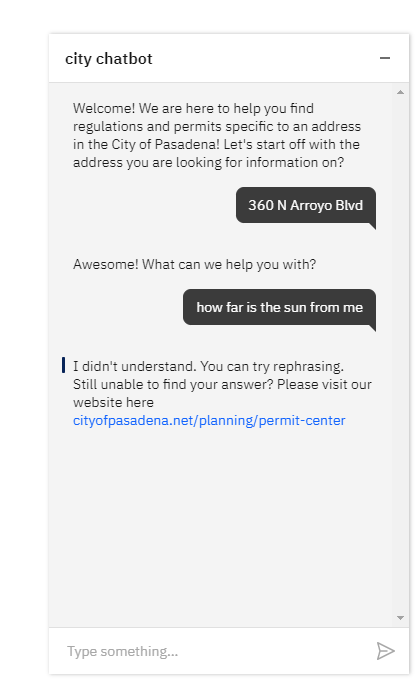 city chatbot
Welcome! We are here to help you find
regulations and permits specific to an address
in the City of Pasadena! Let's start off with the
address you are looking for information on?
360 N Arroyo Blvd
Awesome! What can we help you with?
how far is the sun from me
I didn't understand. You can try rephrasing.
Still unable to find your answer? Please visit our
website here
cityofpasadena.net/planning/permit-center
Type something...